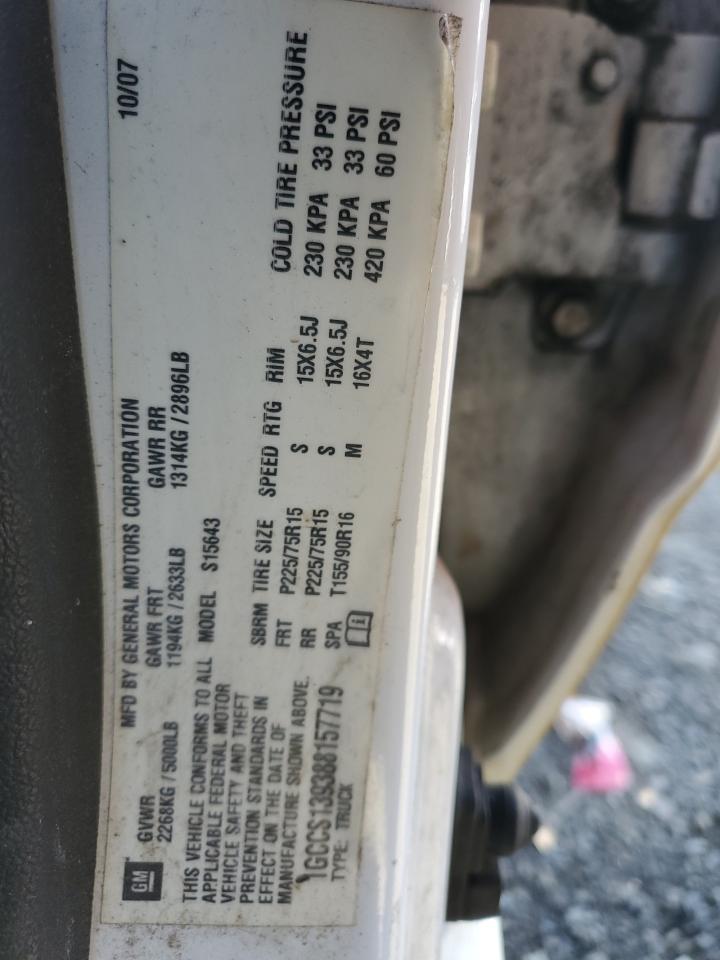 GM
MFD BY GENERAL MOTORS CORPORATION 10/07
GVWR GAWR FRT GAWR RR
2268KG / 5000LB 1194KG / 2633LB 1314KG / 2896LB
THIS VEHICLE CONFORMS TO ALL
APPLICABLE FEDERAL MOTOR
VEHICLE SAFETY AND THEFT
PREVENTION STANDARDS IN
EFFECT ON THE DATE OF
MANUFACTURE SHOWN ABOVE.
1GCCS139388157719
TYPE: TRUCK
MODEL S15643
SBRM TIRE SIZE SPEED RTG RIM COLD TIRE PRESSURE
FRT P225/75R15 S 15X6.5J 230 KPA 33 PSI
RR P225/75R15 S 15X6.5J 230 KPA 33 PSI
SPA T155/90R16 M 16X4T 420 KPA 60 PSI